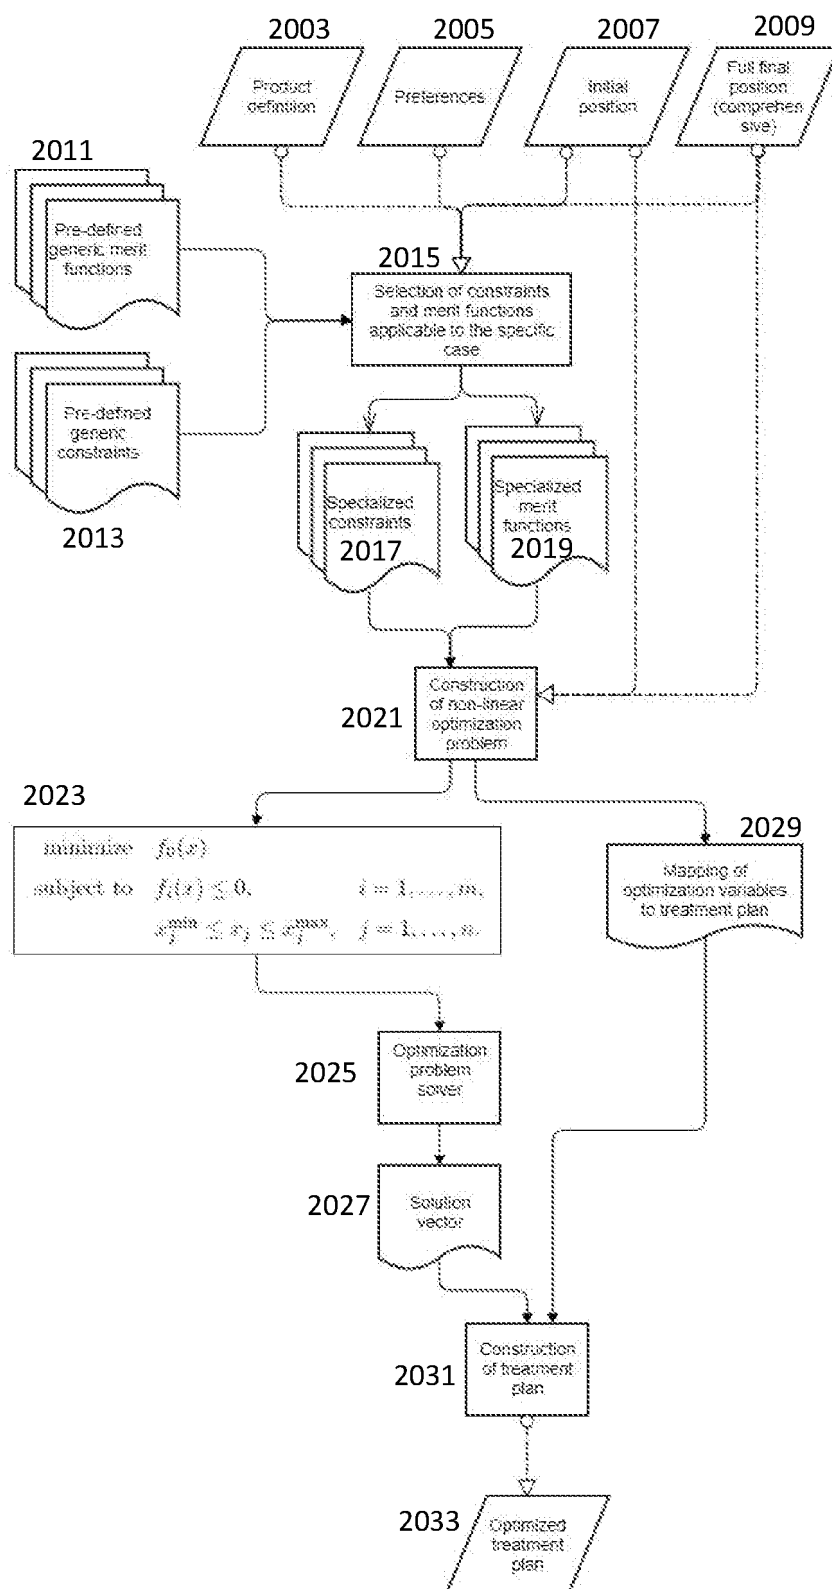 2003
2005
2007
2009
Product
definition
Preferences
Initial
position
Full final
position
(comprehen
sive)
2011
Pre-defined
generic merit
functions
2015
Selection of constraints
and merit functions
applicable to the specific
case
Pre-defined
generic
constraints
2013
Specialized
constraints
2017
Specialized
merit
functions
2019
2021
Construction
of non-linear
optimization
problem
2023
minimize f₀(x)
subject to fᵢ(x) ≤ 0, i = 1, . . . , m,
xⱼᵐⁱⁿ ≤ xⱼ ≤ xⱼᵐᵃˣ, j = 1, . . . , n.
2029
Mapping of
optimization variables
to treatment plan
2025
Optimization
problem
solver
2027
Solution
vector
2031
Construction
of treatment
plan
2033
Optimized
treatment
plan